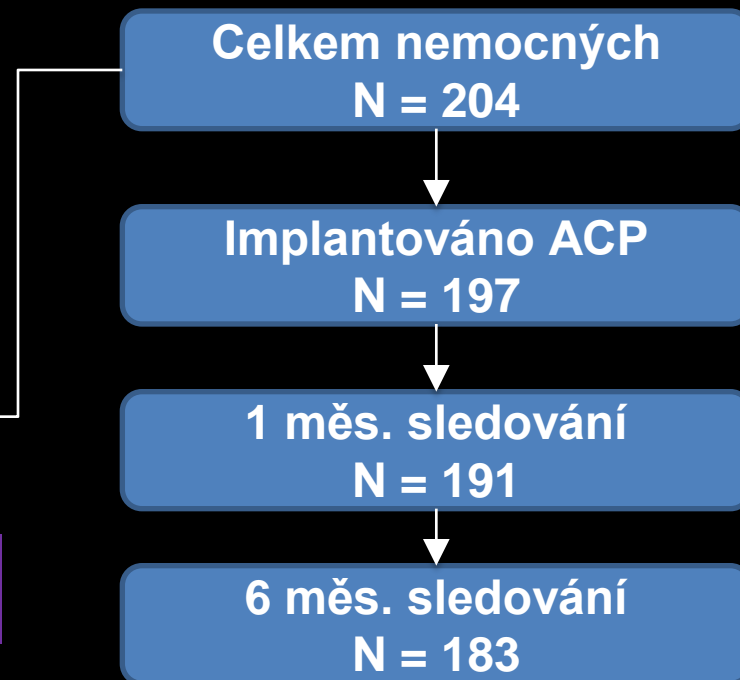 Celkem nemocných
N = 204
Implantováno ACP
N = 197
1 měs. sledování
N = 191
6 měs. sledování
N = 183